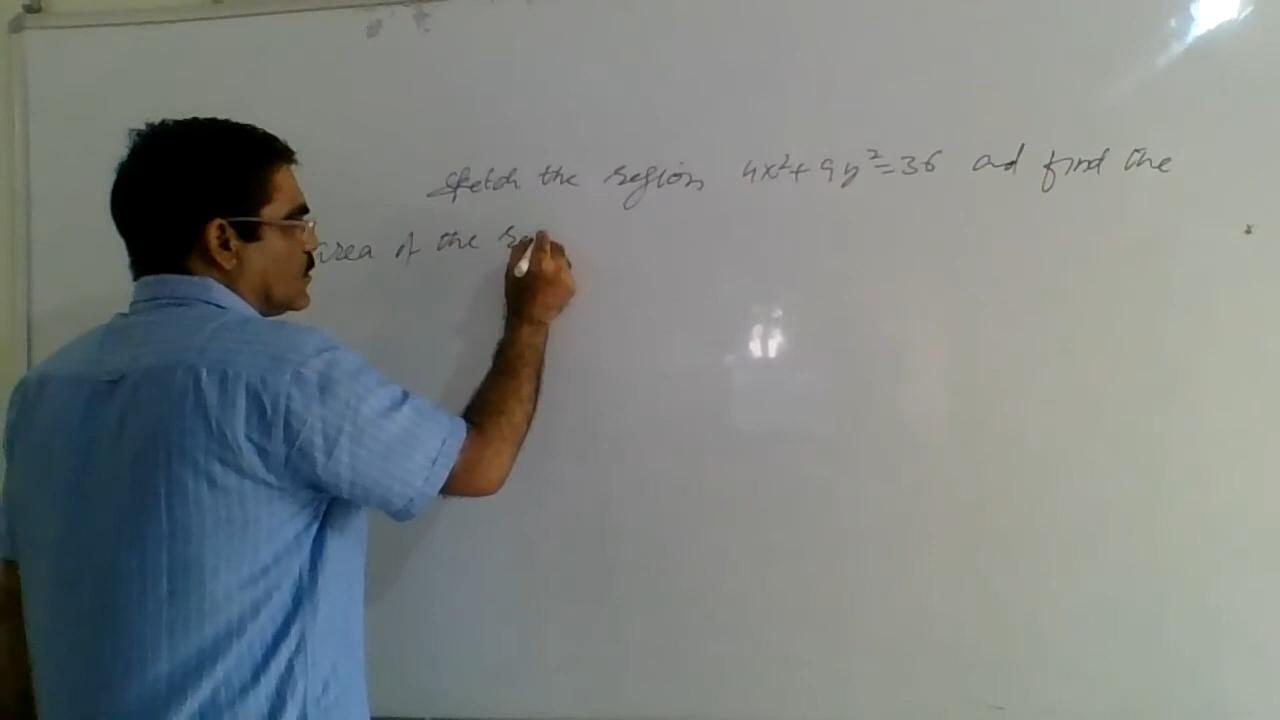 Sketch the region 4x²+9y²=36 and find the
area of the